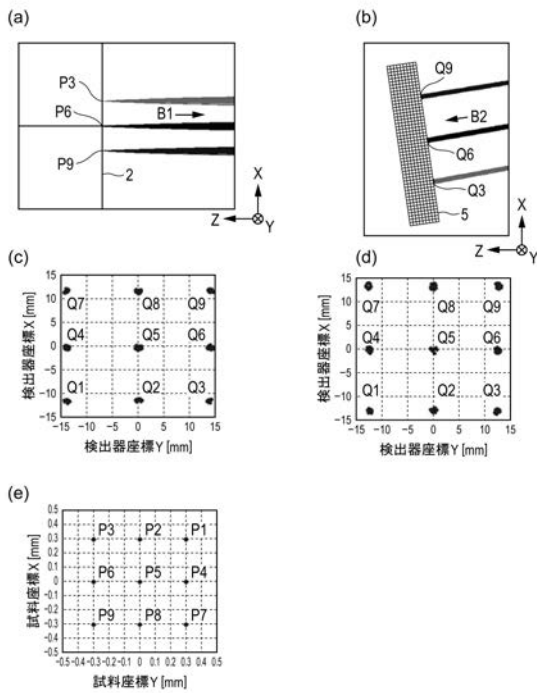 (a)
P3
P6
B1
P9
2
X
Z
Y
(b)
Q9
B2
Q6
Q3
5
X
Z
Y
(c)
検出器座標X [mm]
15
10
5
0
-5
-10
-15
Q7 Q8 Q9
Q4 Q5 Q6
Q1 Q2 Q3
-15 -10 -5 0 5 10 15
検出器座標Y [mm]
(d)
検出器座標X [mm]
15
10
5
0
-5
-10
-15
Q7 Q8 Q9
Q4 Q5 Q6
Q1 Q2 Q3
-15 -10 -5 0 5 10 15
検出器座標Y [mm]
(e)
試料座標X [mm]
0.5
0.4
0.3
0.2
0.1
0
-0.1
-0.2
-0.3
-0.4
-0.5
P3 P2 P1
P6 P5 P4
P9 P8 P7
-0.5 -0.4 -0.3 -0.2 -0.1 0 0.1 0.2 0.3 0.4 0.5
試料座標Y [mm]